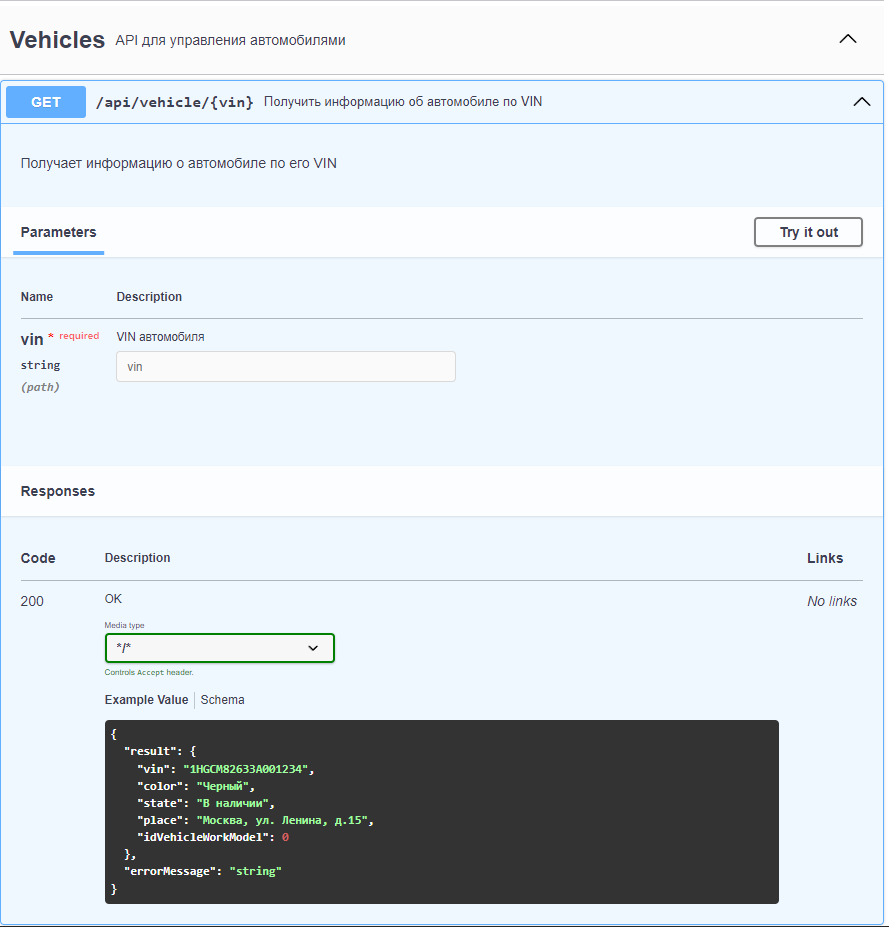 Vehicles API для управления автомобилями
GET /api/vehicle/{vin} Получить информацию об автомобиле по VIN
Получает информацию о автомобиле по его VIN
Parameters Try it out
Name Description
vin * required VIN автомобиля
string vin
(path)
Responses
Code Description Links
200 OK No links
Media type
*/*
Controls Accept header.
Example Value Schema
{
"result": {
"vin": "1HGCM82633A001234",
"color": "Черный",
"state": "В наличии",
"place": "Москва, ул. Ленина, д.15",
"idVehicleWorkModel": 0
},
"errorMessage": "string"
}